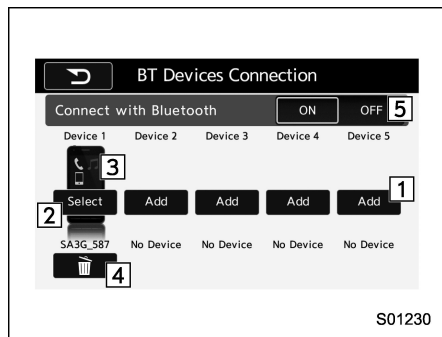 BT Devices Connection
Connect with Bluetooth ON OFF 5
Device 1 Device 2 Device 3 Device 4 Device 5
3
Select Add Add Add Add 1
2
SA3G_587 No Device No Device No Device No Device
4
S01230